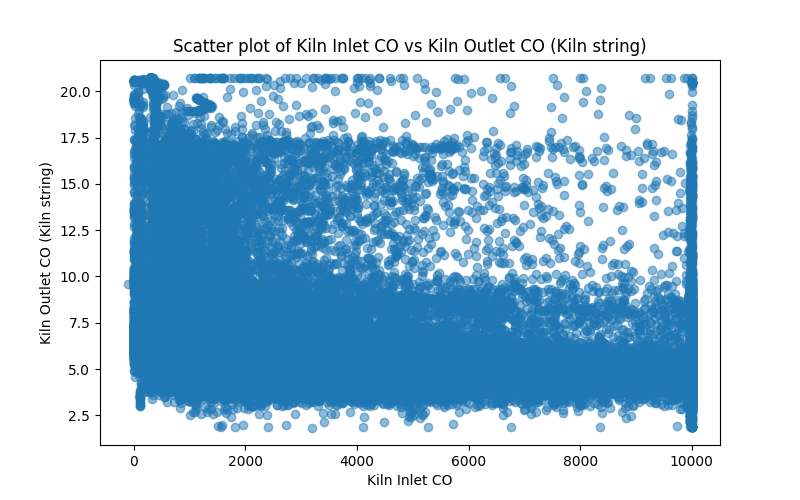 Scatter plot of Kiln Inlet CO vs Kiln Outlet CO (Kiln string)
Kiln Outlet CO (Kiln string)
20.0
17.5
15.0
12.5
10.0
7.5
5.0
2.5
0 2000 4000 6000 8000 10000
Kiln Inlet CO